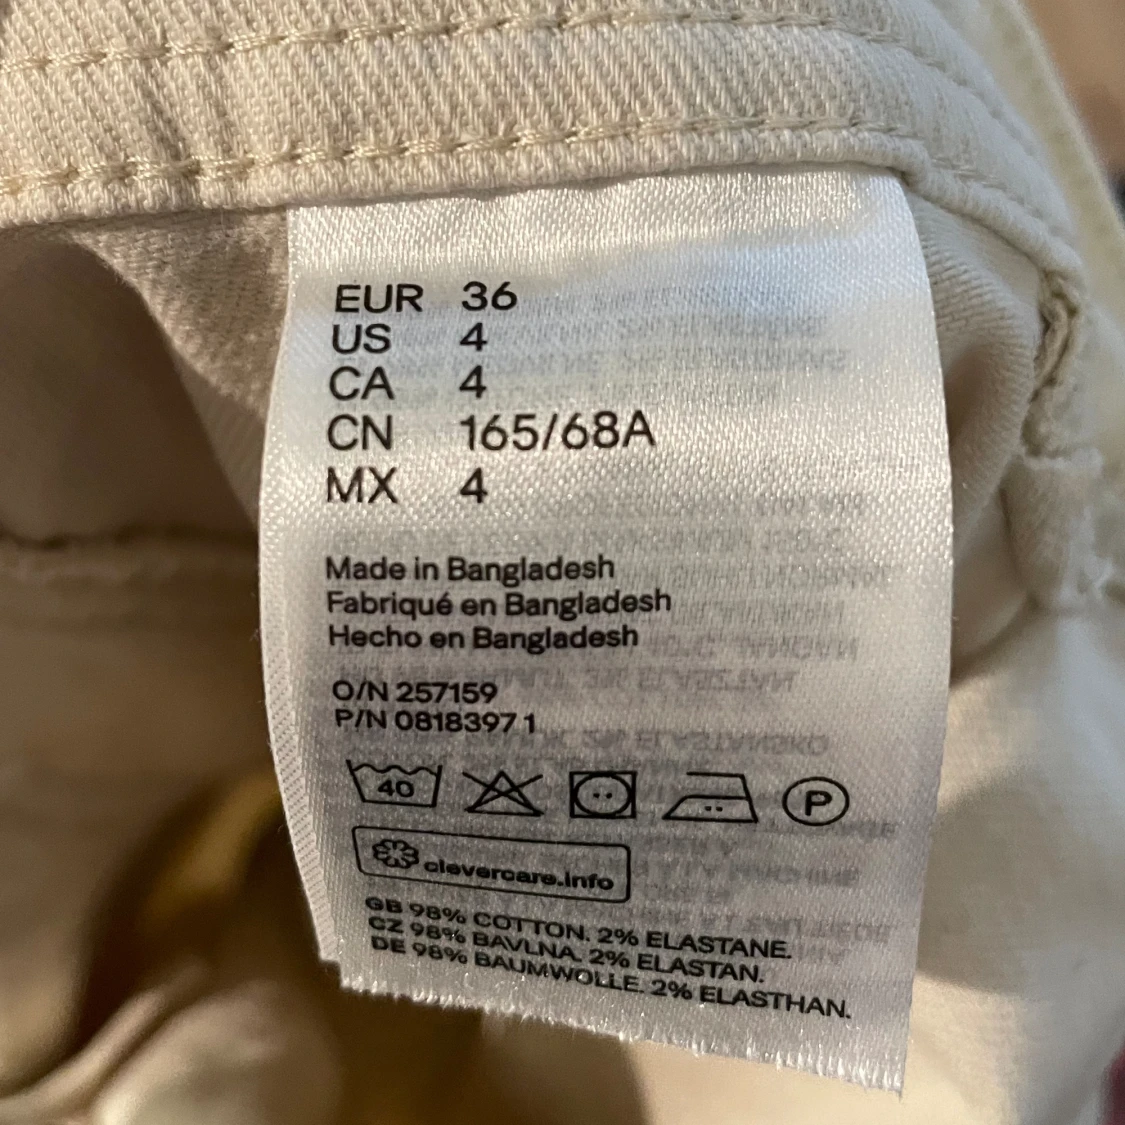 EUR 36
US 4
CA 4
CN 165/68A
MX 4
Made in Bangladesh
Fabriqué en Bangladesh
Hecho en Bangladesh
O/N 257159
P/N 0818397 1
40 P
clevercare.info
GB 98% COTTON. 2% ELASTANE.
CZ 98% BAVLNA. 2% ELASTAN.
DE 98% BAUMWOLLE. 2% ELASTHAN.